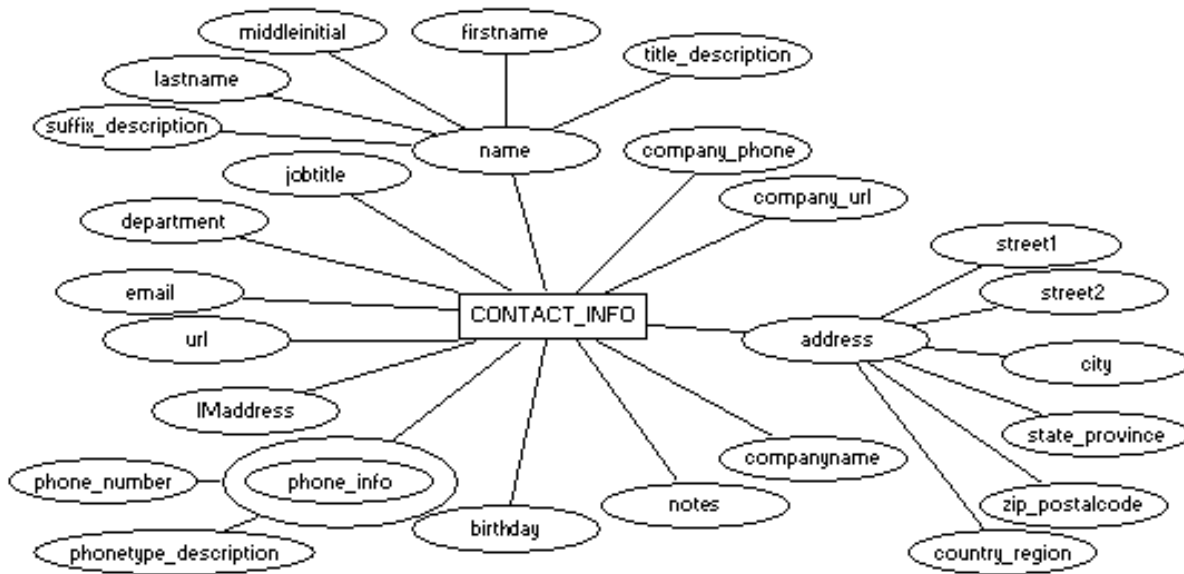 middleinitial
firstname
title_description
lastname
suffix_description
name
company_phone
jobtitle
company_url
department
street1
email
street2
CONTACT_INFO
url
address
city
IMaddress
state_province
companyname
phone_number
phone_info
notes
zip_postalcode
birthday
phonetype_description
country_region